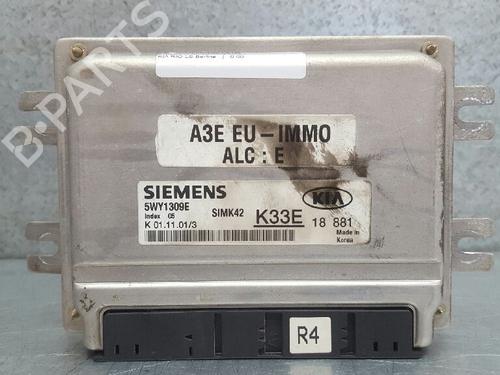 B-PARTS
A3E EU-IMMO
ALC : E
SIEMENS
5WY1309E
Index 05
SIMK42
K 01.11.01/3
K33E
KIA
18 881
Made in
Korea
R4